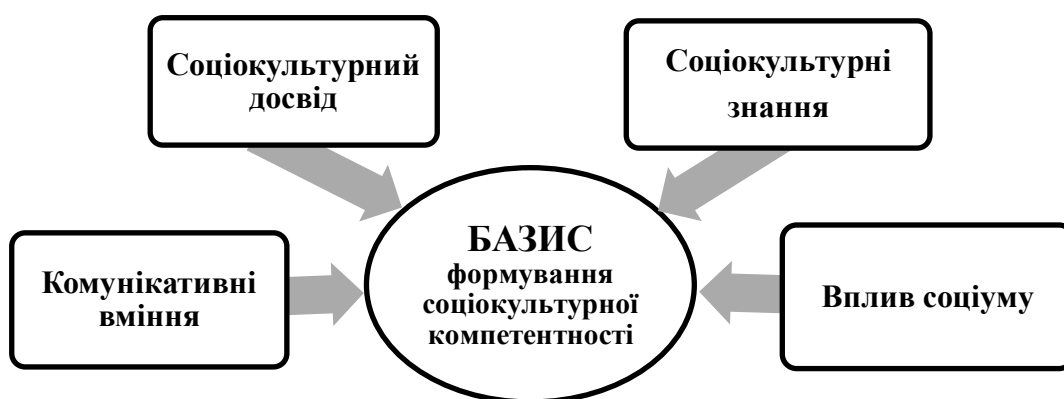 Соціокультурний
досвід
Соціокультурні
знання
Комунікативні
вміння
БАЗИС
формування
соціокультурної
компетентності
Вплив соціуму